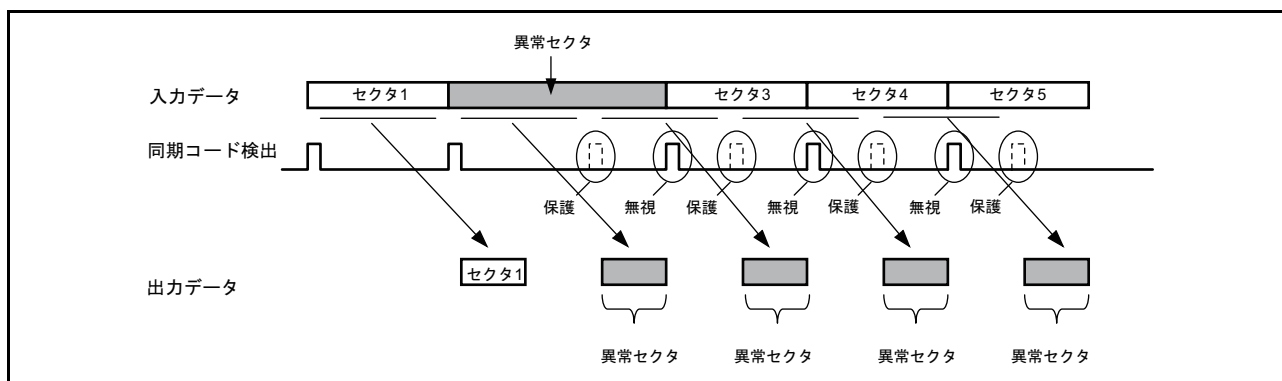 異常セクタ
入力データ
セクタ1
セクタ3
セクタ4
セクタ5
同期コード検出
保護
無視
保護
無視
保護
無視
保護
出力データ
セクタ1
異常セクタ
異常セクタ
異常セクタ
異常セクタ